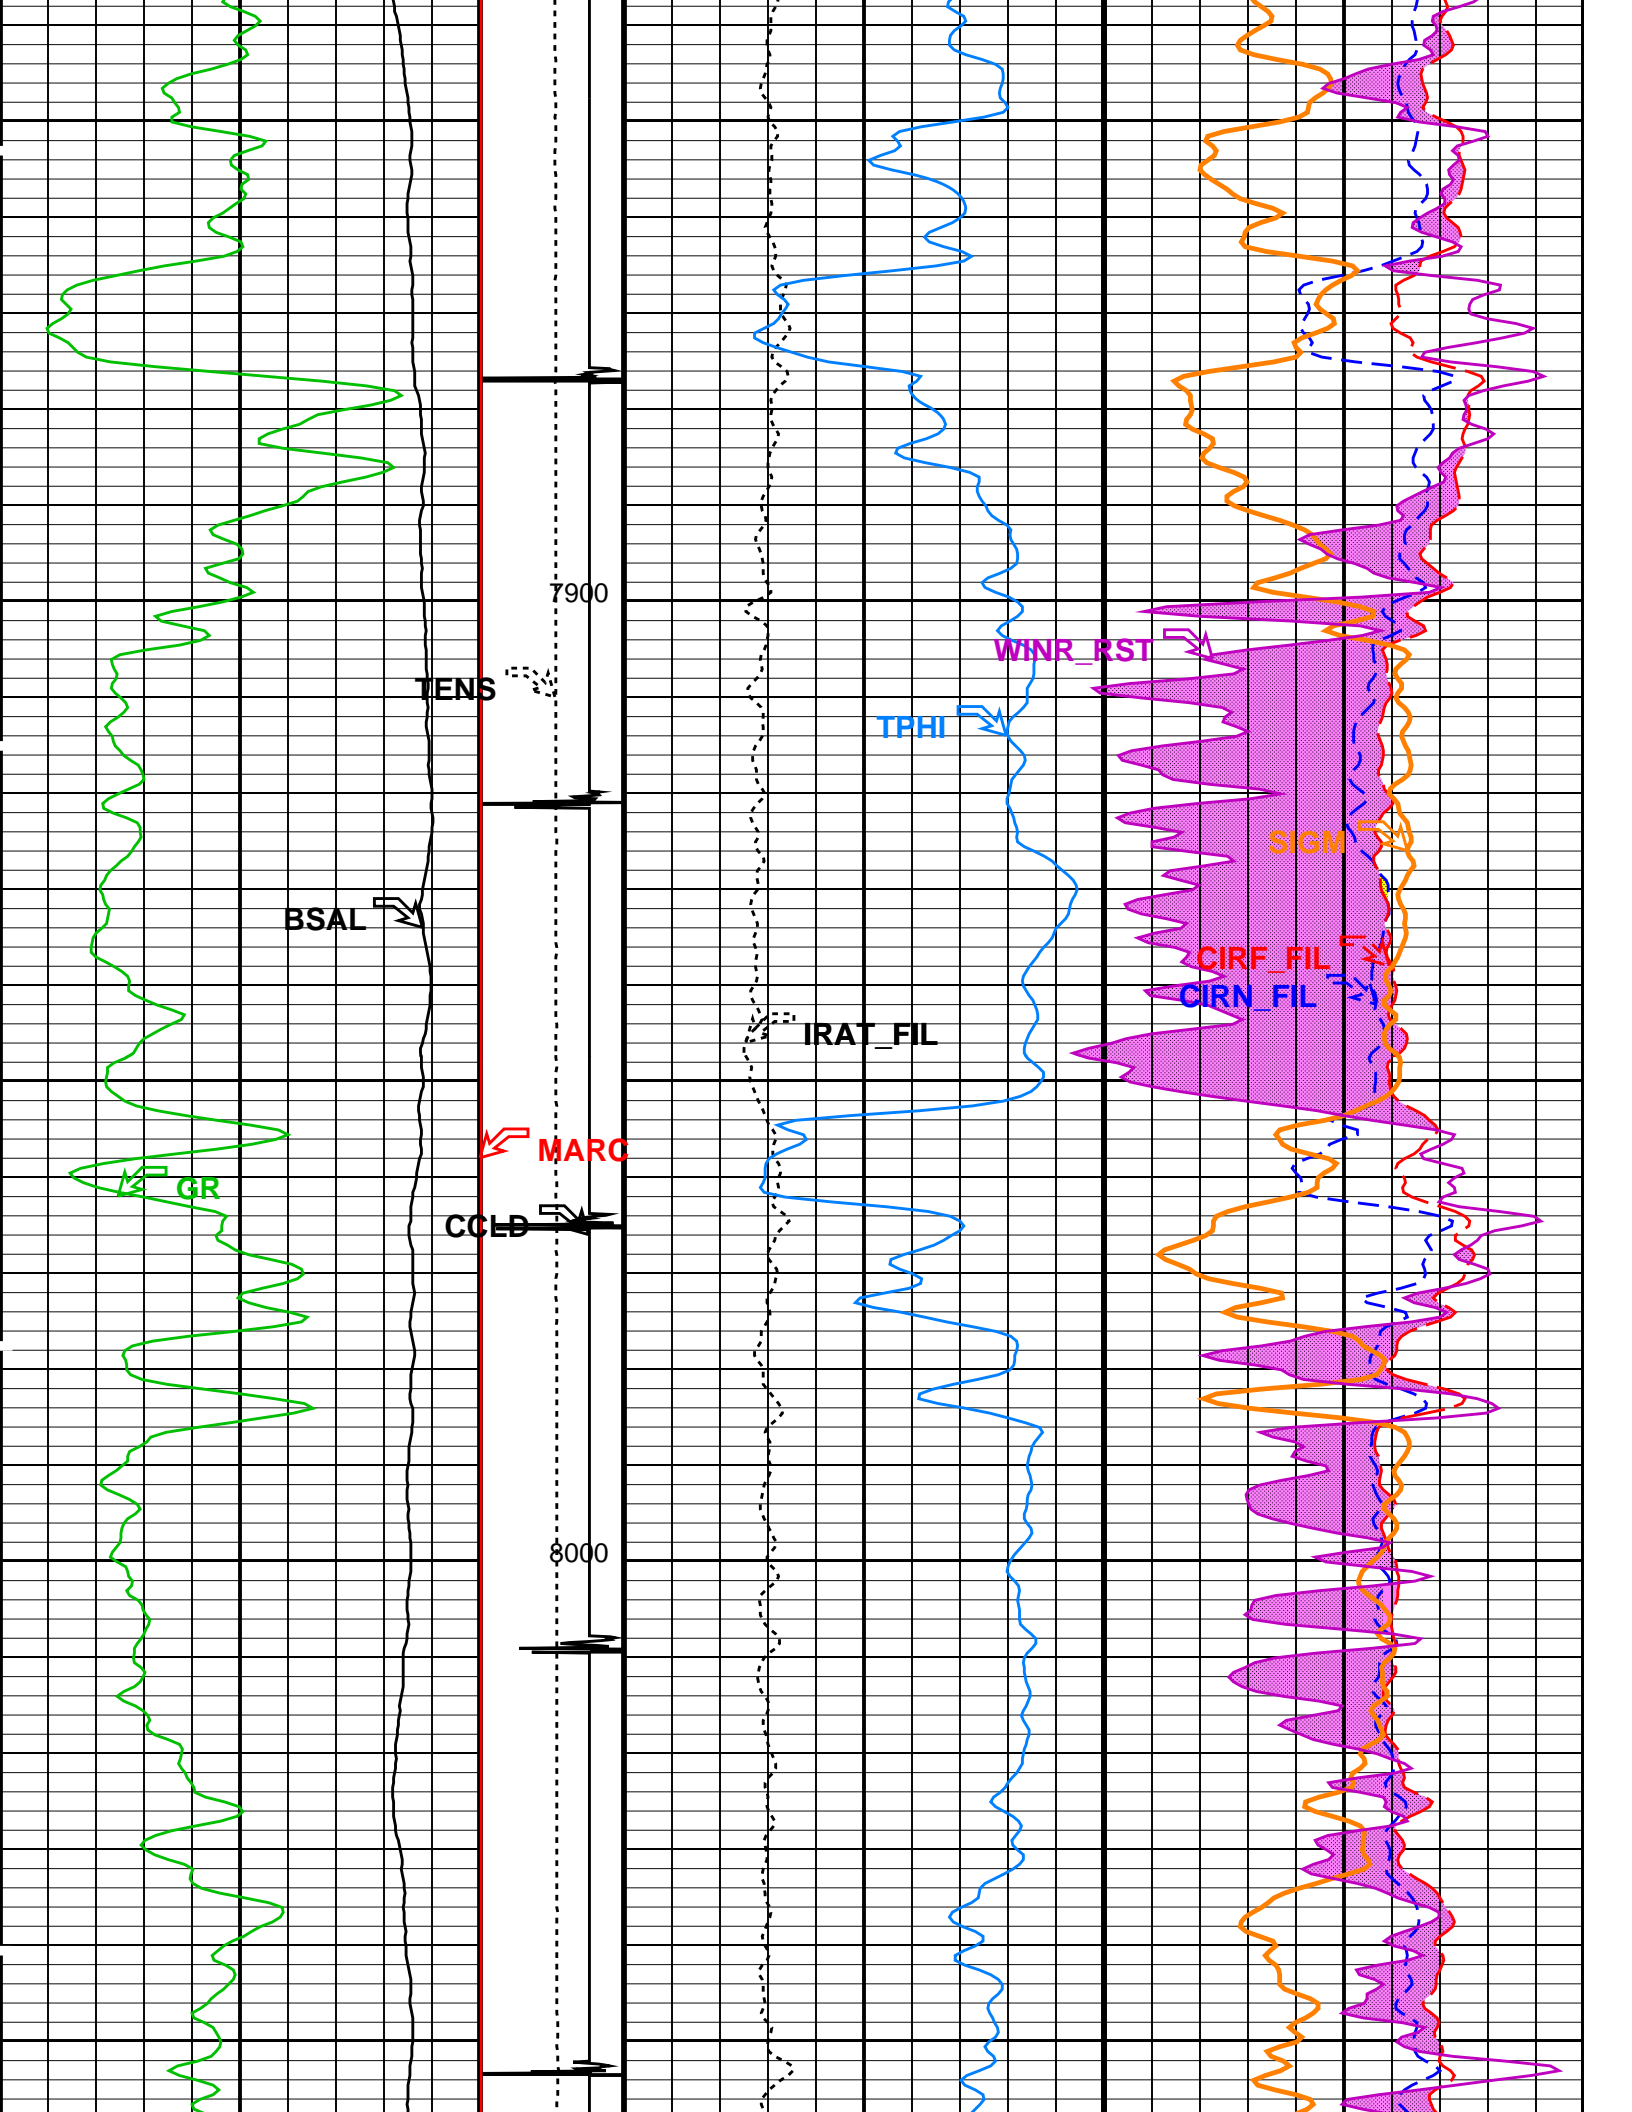 7900
WINR_RST
TENS
TPHI
SIGM
BSAL
CIRF_FIL
CIRN_FIL
IRAT_FIL
MARC
GR
CCLD
8000